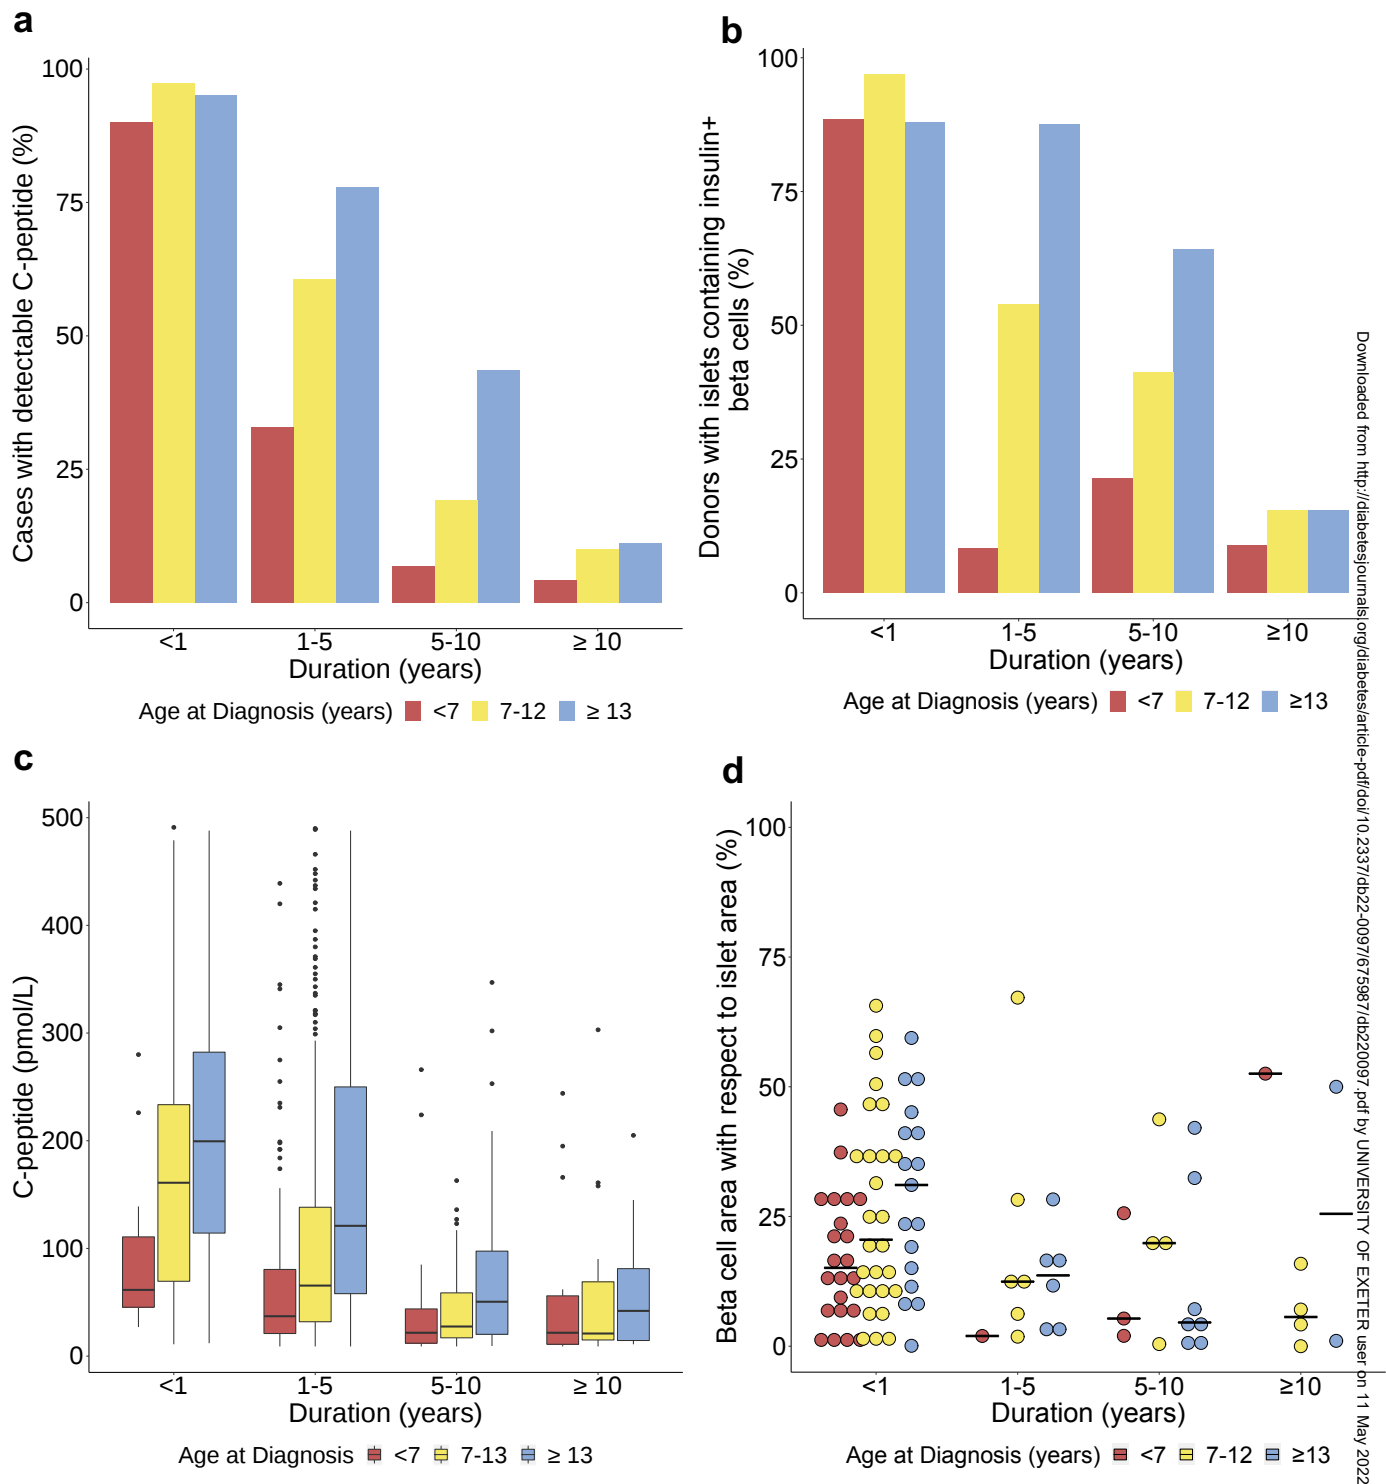 a
Cases with detectable C-peptide (%)
100
75
50
25
0
<1 1-5 5-10 ≥ 10
Duration (years)
Age at Diagnosis (years) <7 7-12 ≥ 13
b
Donors with islets containing insulin+
beta cells (%)
100
75
50
25
0
<1 1-5 5-10 ≥10
Duration (years)
Age at Diagnosis (years) <7 7-12 ≥13
c
C-peptide (pmol/L)
500
400
300
200
100
0
<1 1-5 5-10 ≥ 10
Duration (years)
Age at Diagnosis <7 7-13 ≥ 13
d
Beta cell area with respect to islet area (%)
100
75
50
25
0
<1 1-5 5-10 ≥10
Duration (years)
Age at Diagnosis (years) <7 7-12 ≥13
Downloaded from http://diabetesjournals.org/diabetes/article-pdf/doi/10.2337/db22-0097/675987/db220097.pdf by UNIVERSITY OF EXETER user on 11 May 2022